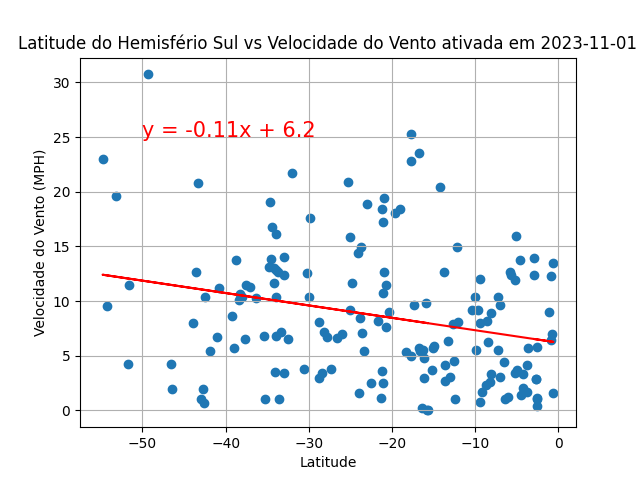 Latitude do Hemisfério Sul vs Velocidade do Vento ativada em 2023-11-01
Velocidade do Vento (MPH)
30
25
20
15
10
5
0
y = -0.11x + 6.2
−50 −40 −30 −20 −10 0
Latitude